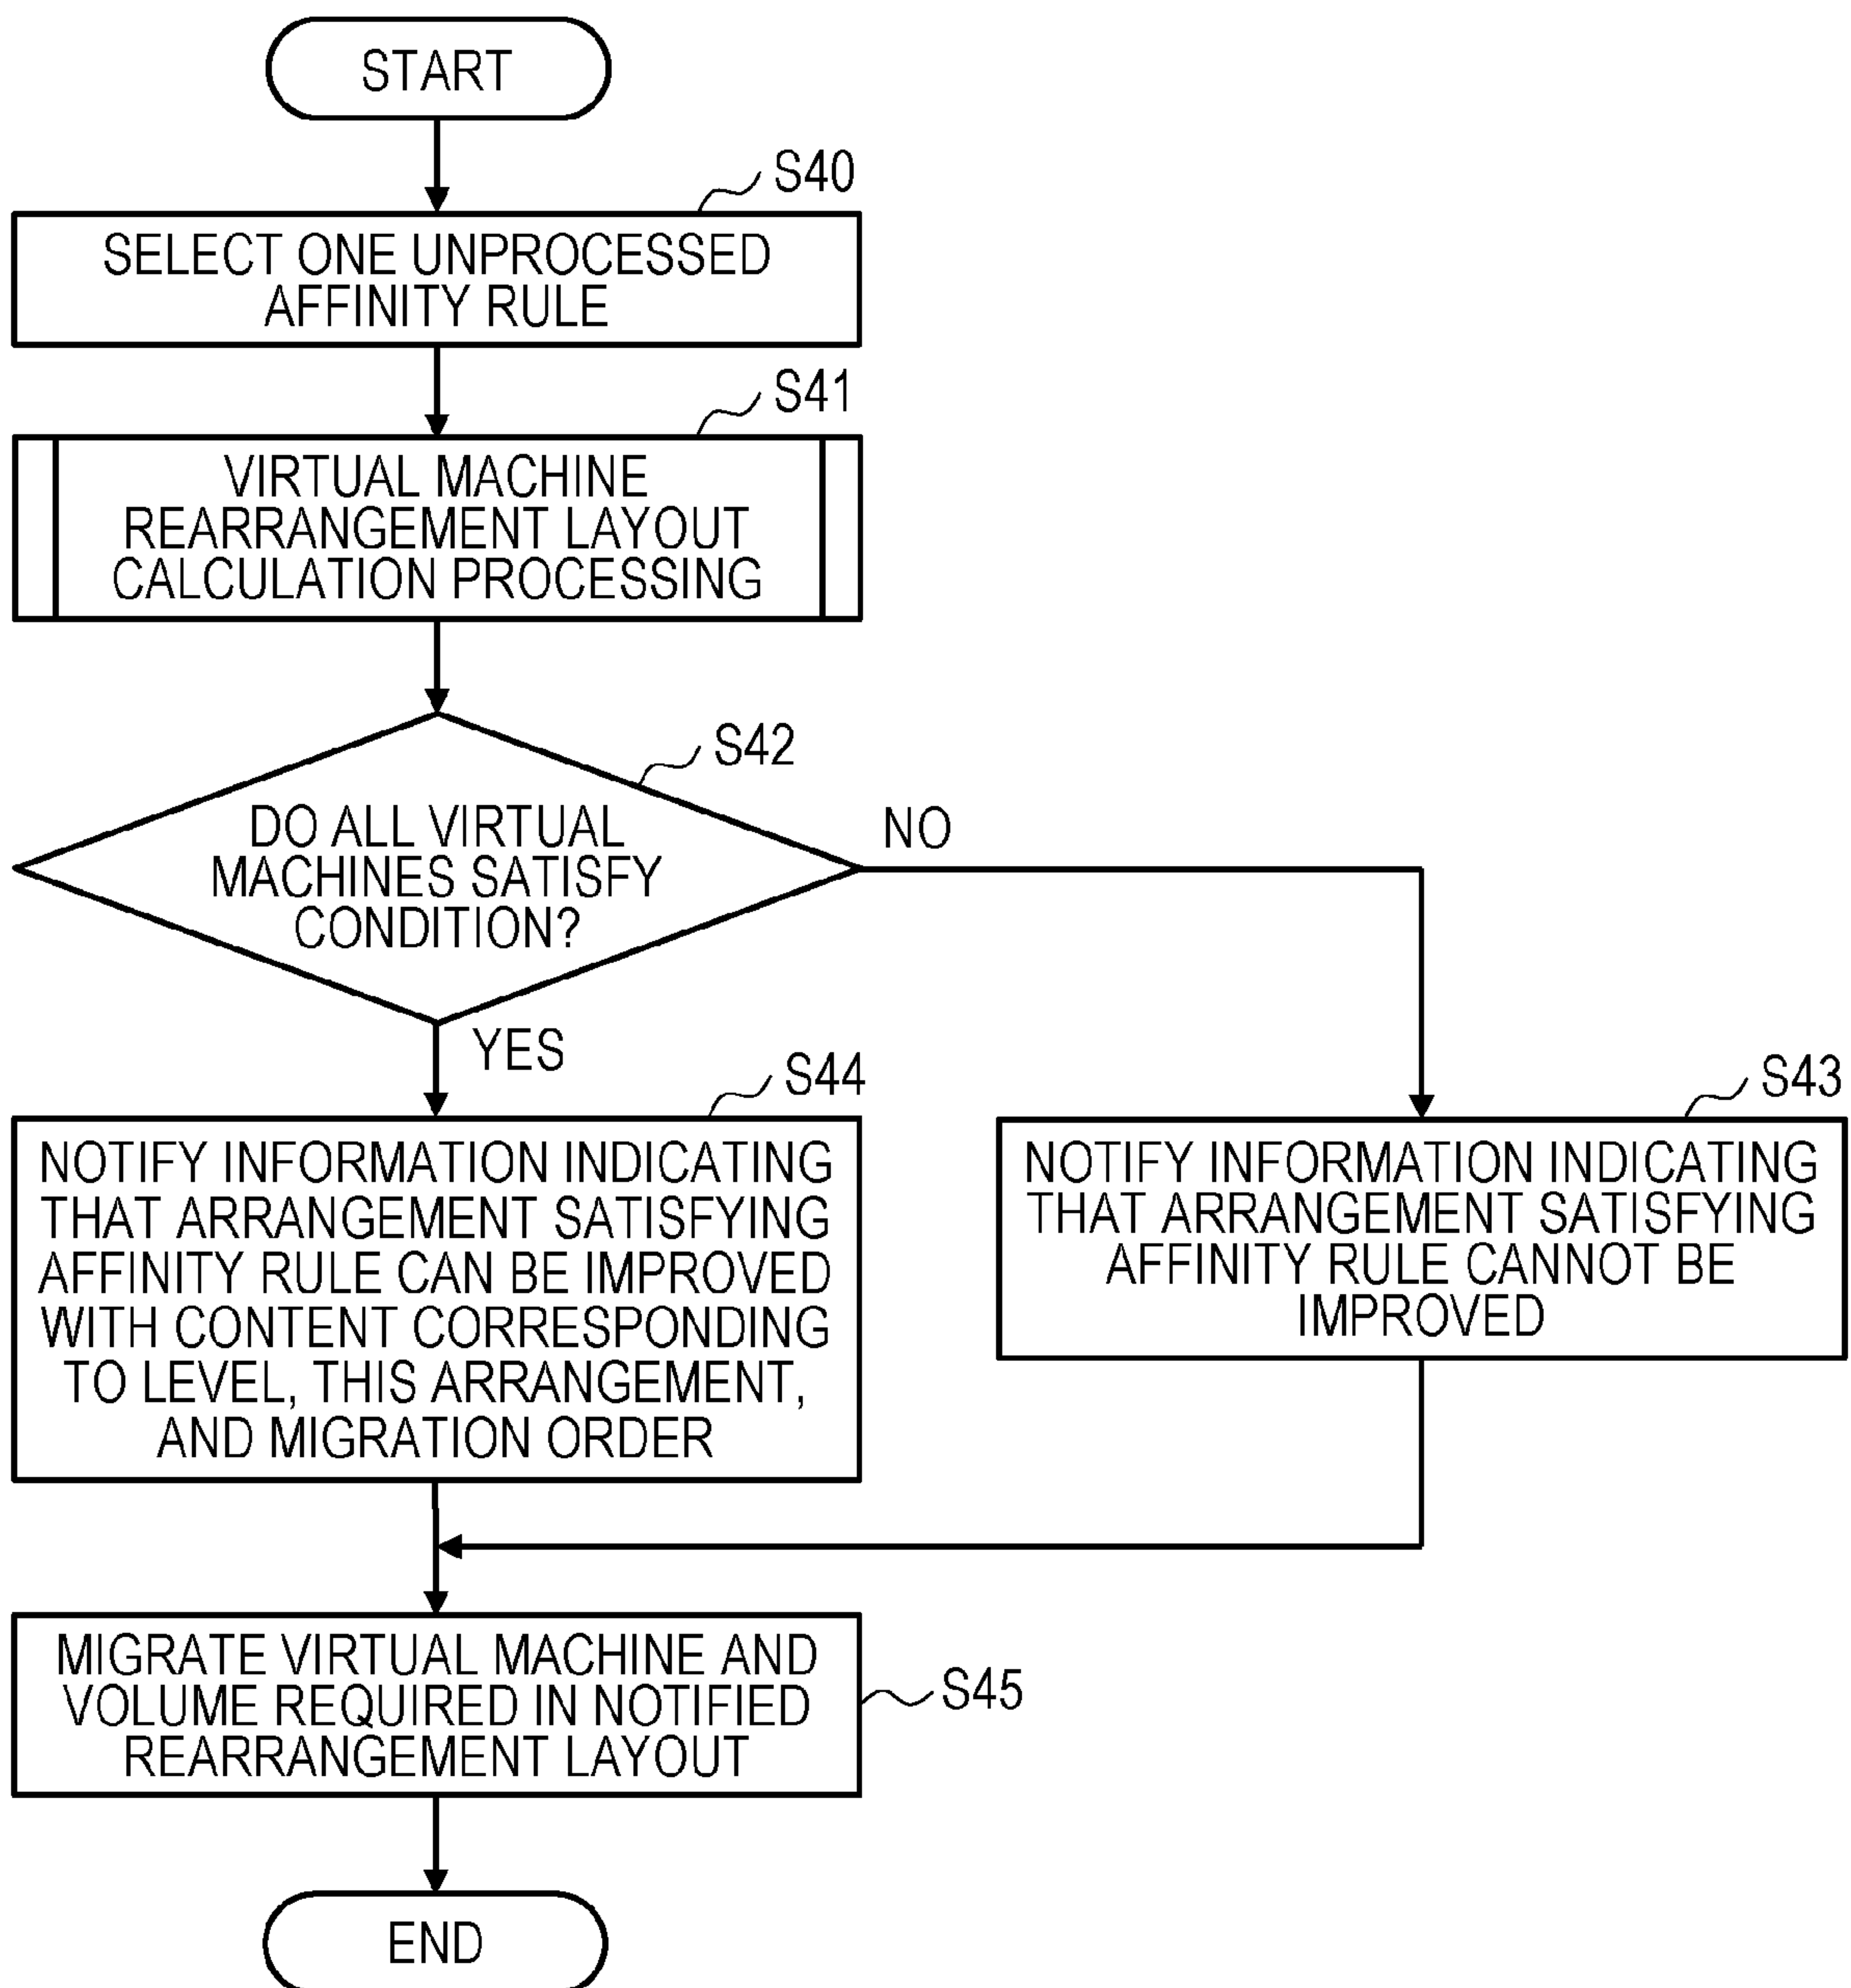 START
S40
SELECT ONE UNPROCESSED
AFFINITY RULE
S41
VIRTUAL MACHINE
REARRANGEMENT LAYOUT
CALCULATION PROCESSING
S42
DO ALL VIRTUAL
MACHINES SATISFY
CONDITION?
NO
YES
S44
NOTIFY INFORMATION INDICATING
THAT ARRANGEMENT SATISFYING
AFFINITY RULE CAN BE IMPROVED
WITH CONTENT CORRESPONDING
TO LEVEL, THIS ARRANGEMENT,
AND MIGRATION ORDER
S43
NOTIFY INFORMATION INDICATING
THAT ARRANGEMENT SATISFYING
AFFINITY RULE CANNOT BE
IMPROVED
MIGRATE VIRTUAL MACHINE AND
VOLUME REQUIRED IN NOTIFIED
REARRANGEMENT LAYOUT
S45
END